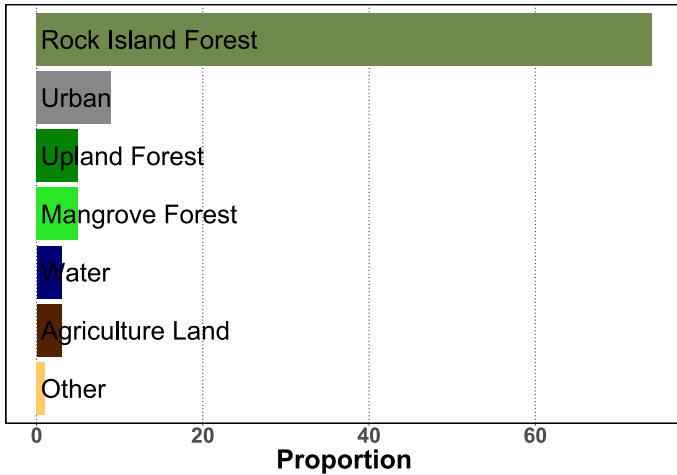 Rock Island Forest
Urban
Upland Forest
Mangrove Forest
Water
Agriculture Land
Other
0 20 40 60
Proportion